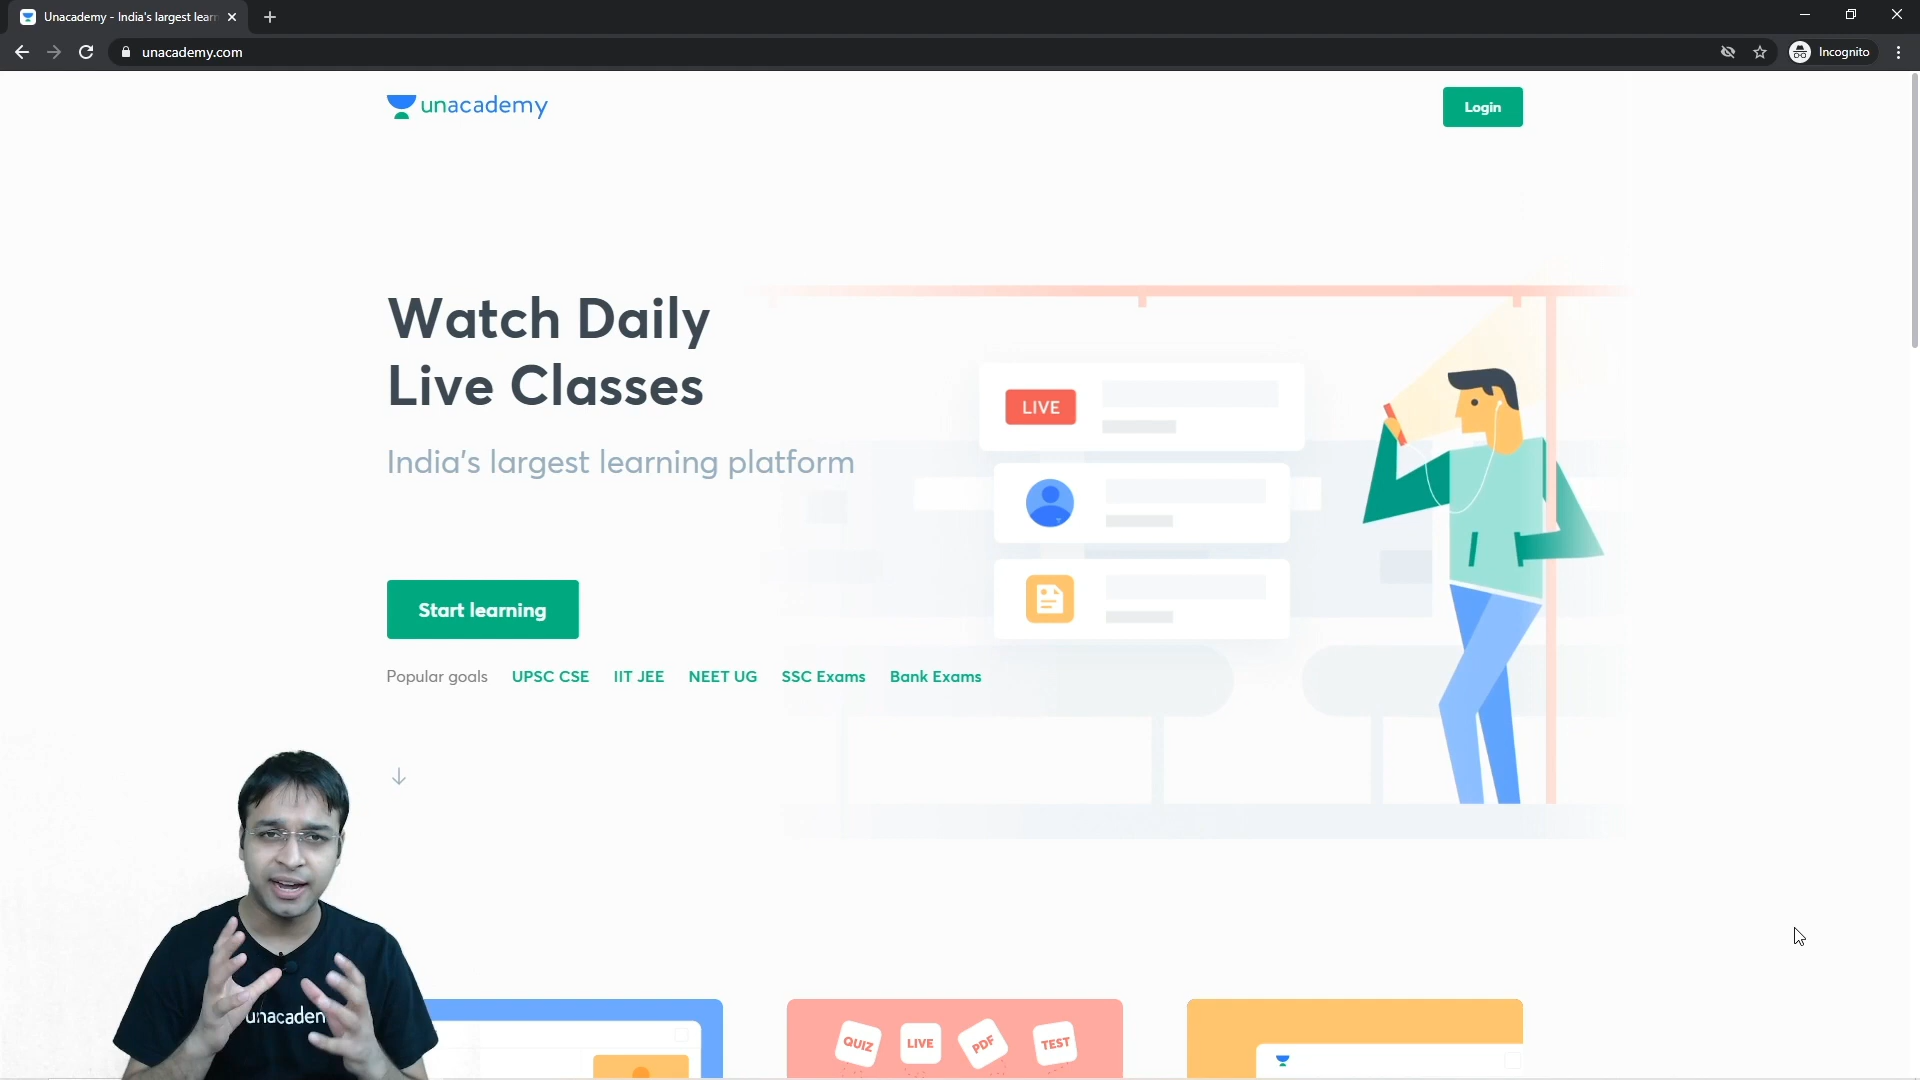 Unacademy - India's largest lear
unacademy.com
Incognito
unacademy
Login
Watch Daily
Live Classes
India's largest learning platform
LIVE
Start learning
Popular goals UPSC CSE IIT JEE NEET UG SSC Exams Bank Exams
unacaden
QUIZ LIVE PDF TEST